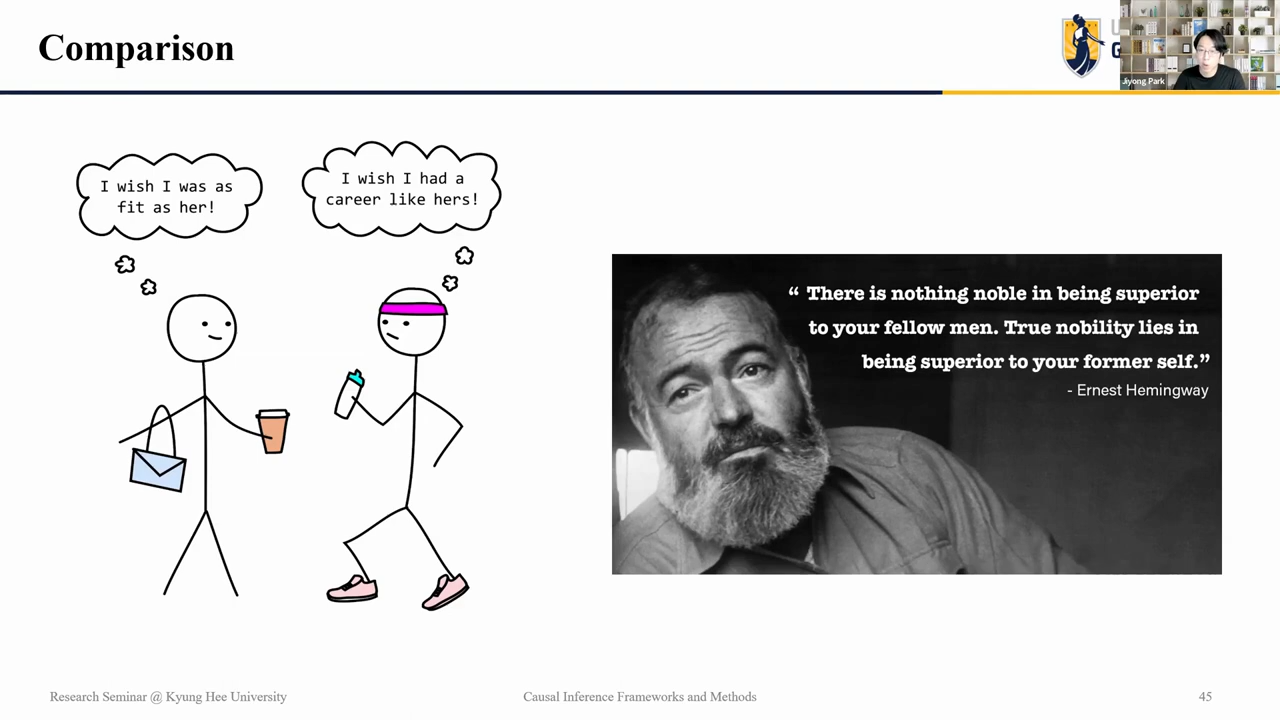 Comparison
Jiyong Park
I wish I was as
fit as her!
I wish I had a
career like hers!
“ There is nothing noble in being superior
to your fellow men. True nobility lies in
being superior to your former self.”
- Ernest Hemingway
Research Seminar @ Kyung Hee University
Causal Inference Frameworks and Methods
45